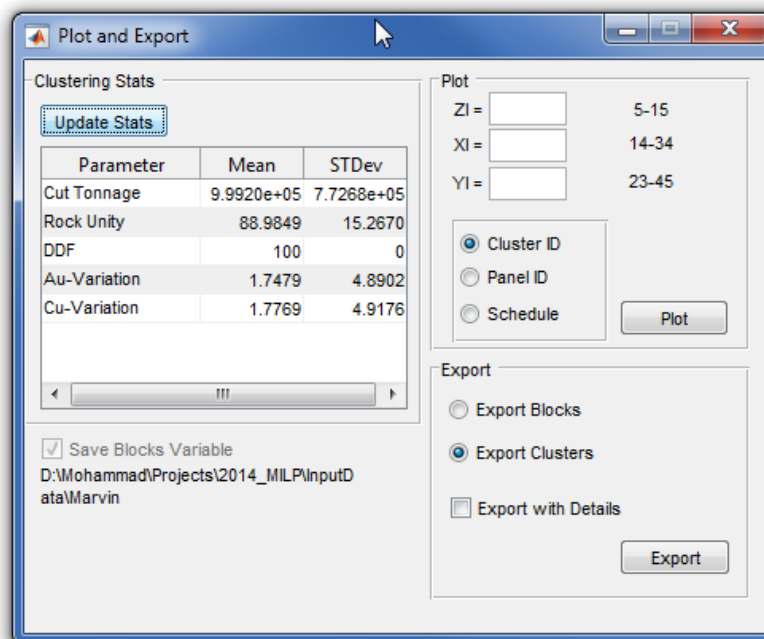 Plot and Export
Clustering Stats
Update Stats
Parameter Mean STDev
Cut Tonnage 9.9920e+05 7.7268e+05
Rock Unity 88.9849 15.2670
DDF 100 0
Au-Variation 1.7479 4.8902
Cu-Variation 1.7769 4.9176
Save Blocks Variable
D:\Mohammad\Projects\2014_MILP\InputD
ata\Marvin
Plot
ZI = 5-15
XI = 14-34
YI = 23-45
Cluster ID
Panel ID
Schedule
Plot
Export
Export Blocks
Export Clusters
Export with Details
Export